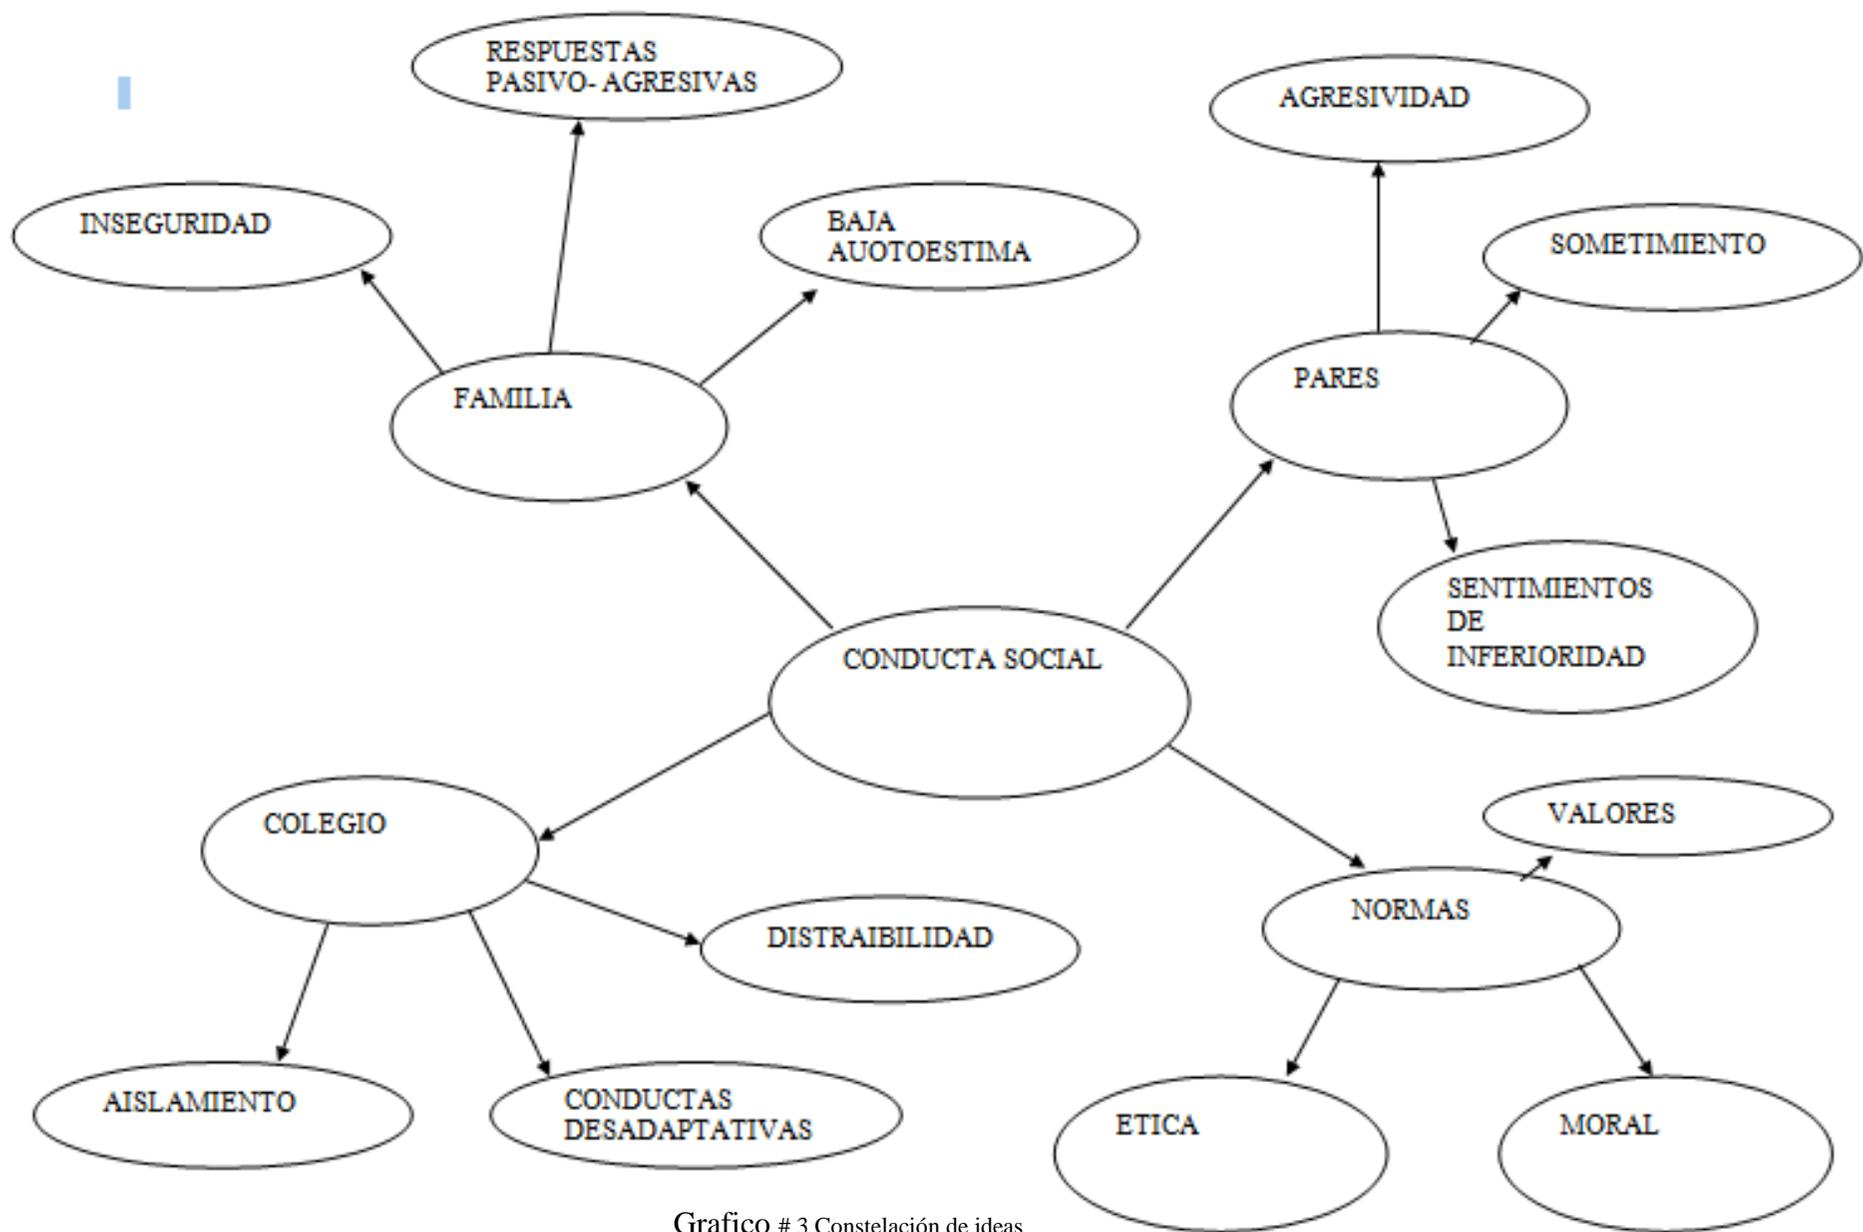 RESPUESTAS
PASIVO- AGRESIVAS
AGRESIVIDAD
INSEGURIDAD
BAJA
AUOTOESTIMA
SOMETIMIENTO
FAMILIA
PARES
SENTIMIENTOS
DE
INFERIORIDAD
CONDUCTA SOCIAL
COLEGIO
VALORES
NORMAS
DISTRAIBILIDAD
AISLAMIENTO
CONDUCTAS
DESADAPTATIVAS
ETICA
MORAL
Grafico # 3 Constelación de ideas